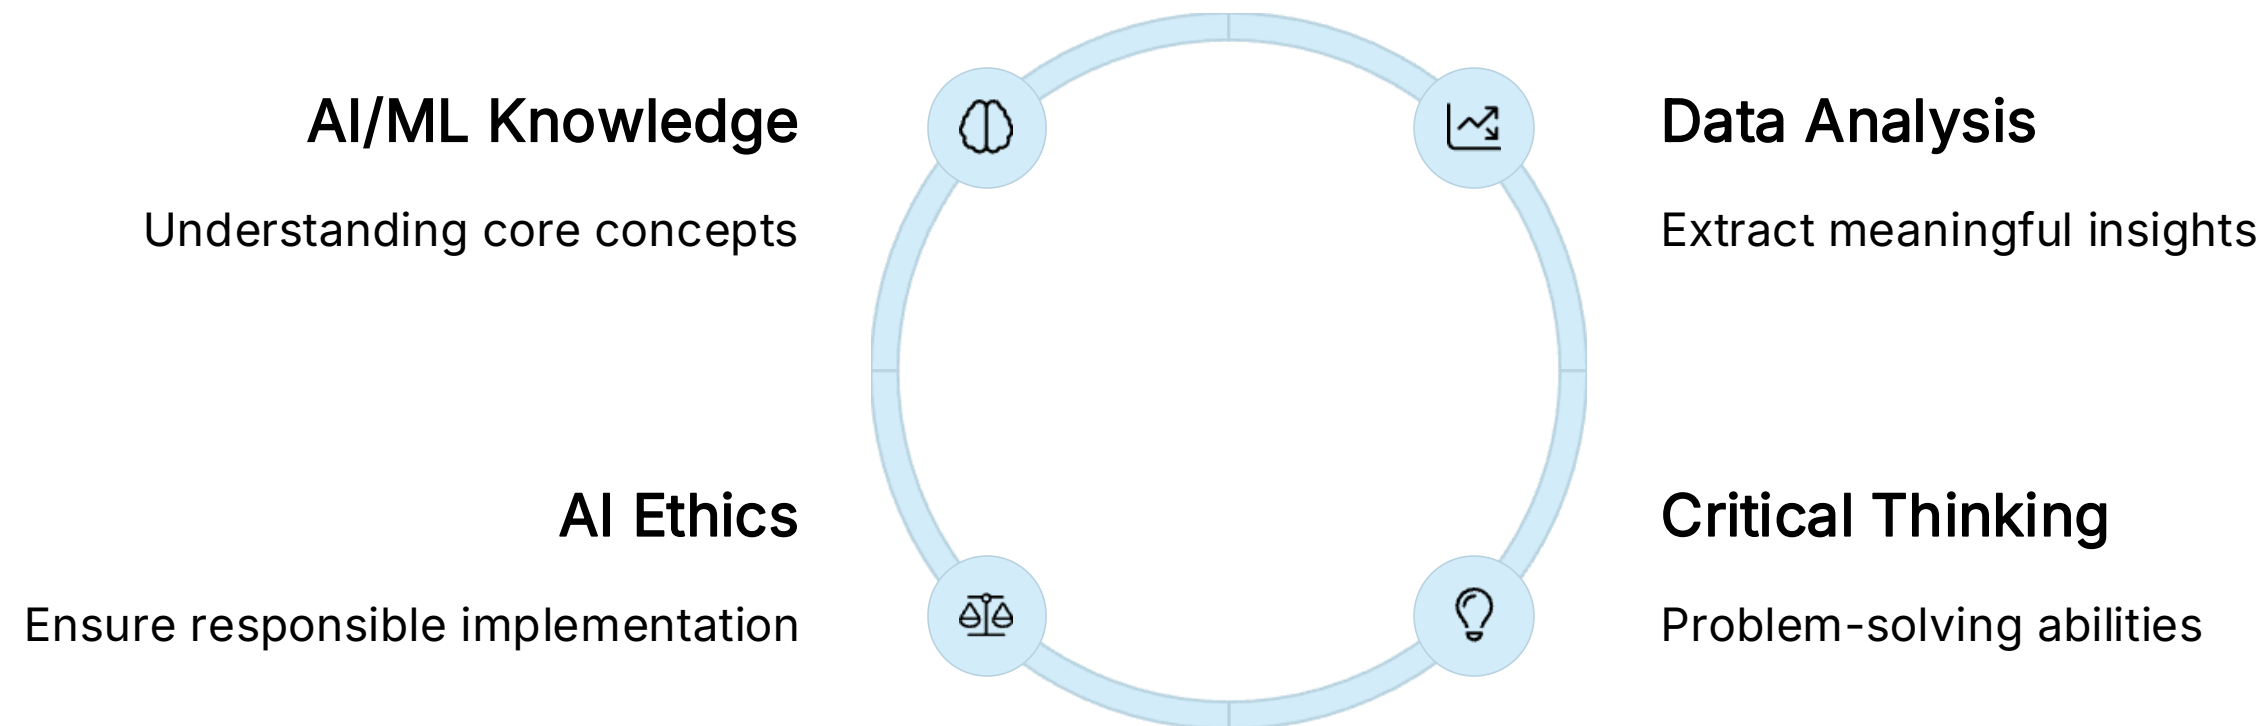 AI/ML Knowledge
Understanding core concepts
Data Analysis
Extract meaningful insights
AI Ethics
Ensure responsible implementation
Critical Thinking
Problem-solving abilities